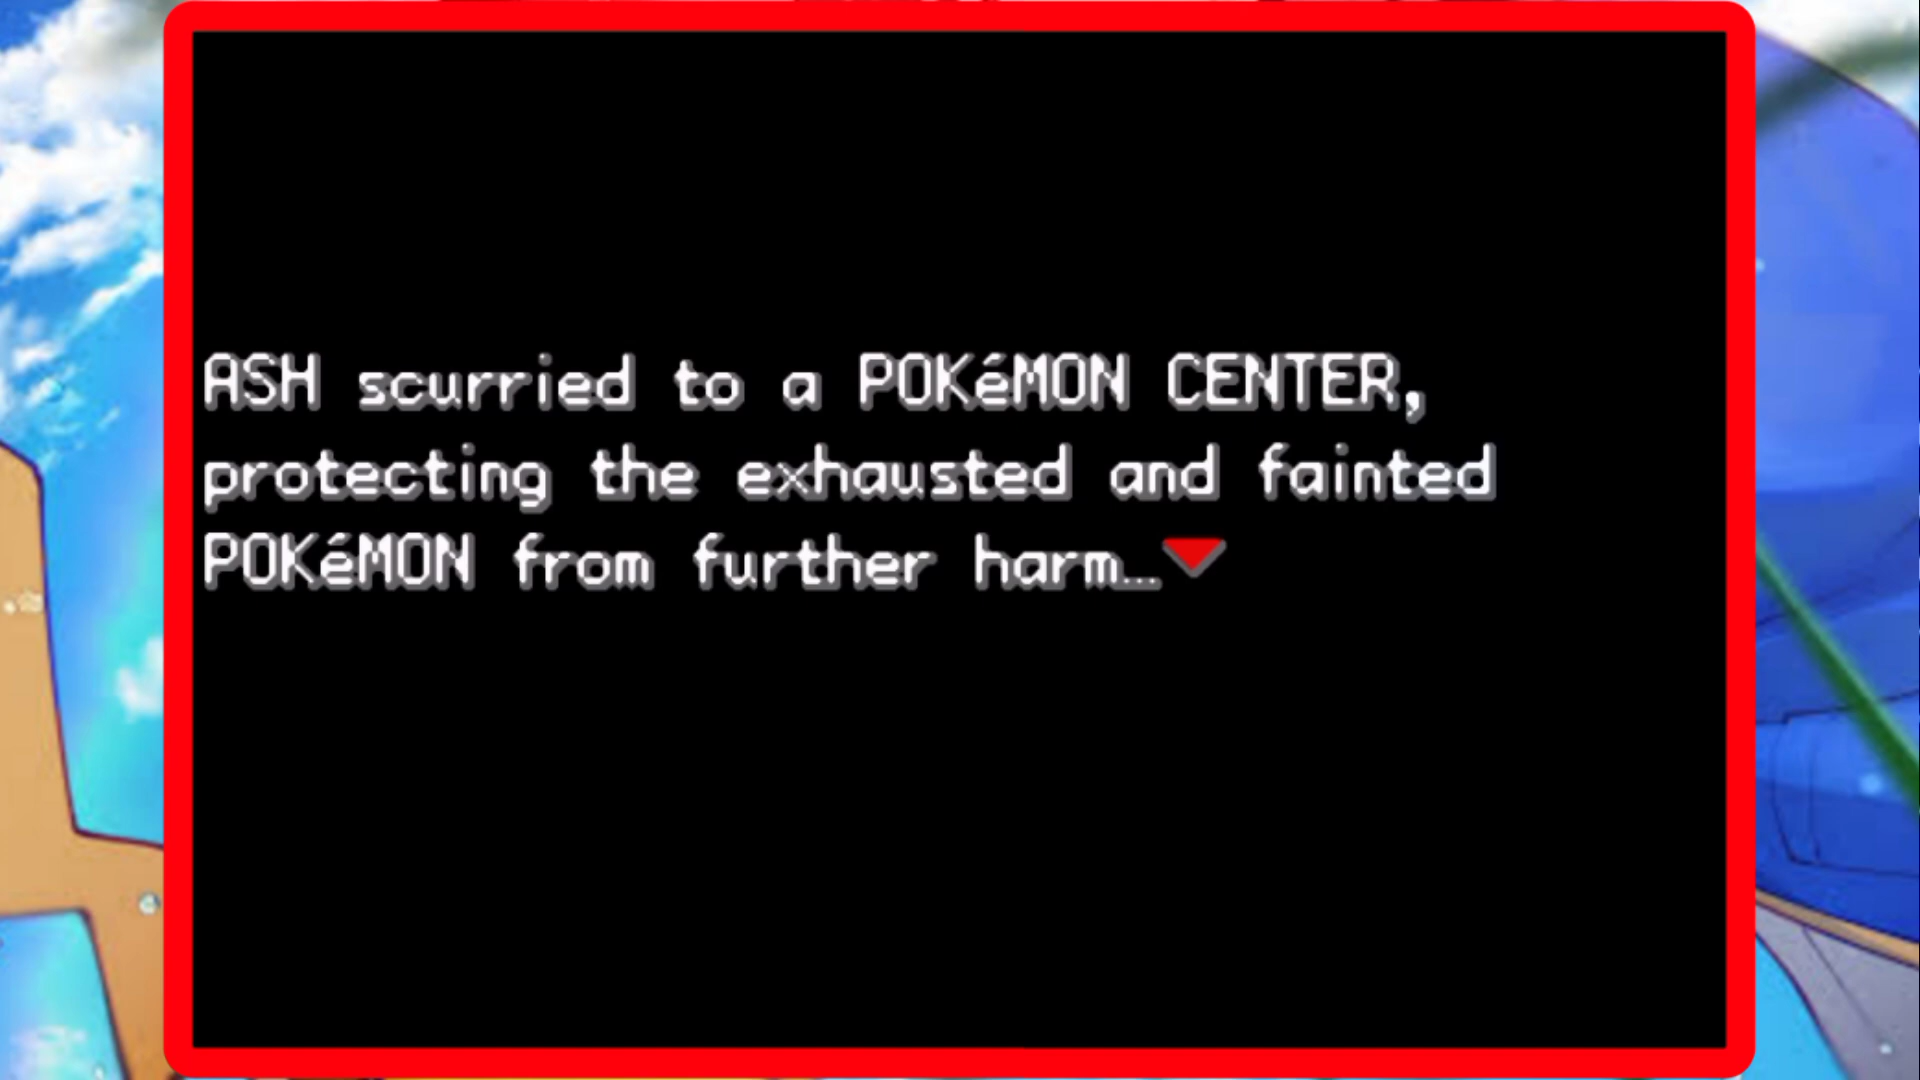 ASH scurried to a POKéMON CENTER,
protecting the exhausted and fainted
POKéMON from further harm…